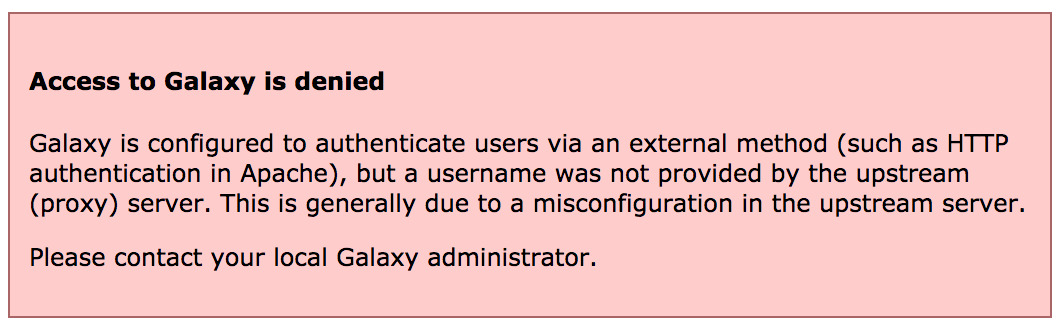 Access to Galaxy is denied
Galaxy is configured to authenticate users via an external method (such as HTTP
authentication in Apache), but a username was not provided by the upstream
(proxy) server. This is generally due to a misconfiguration in the upstream server.
Please contact your local Galaxy administrator.